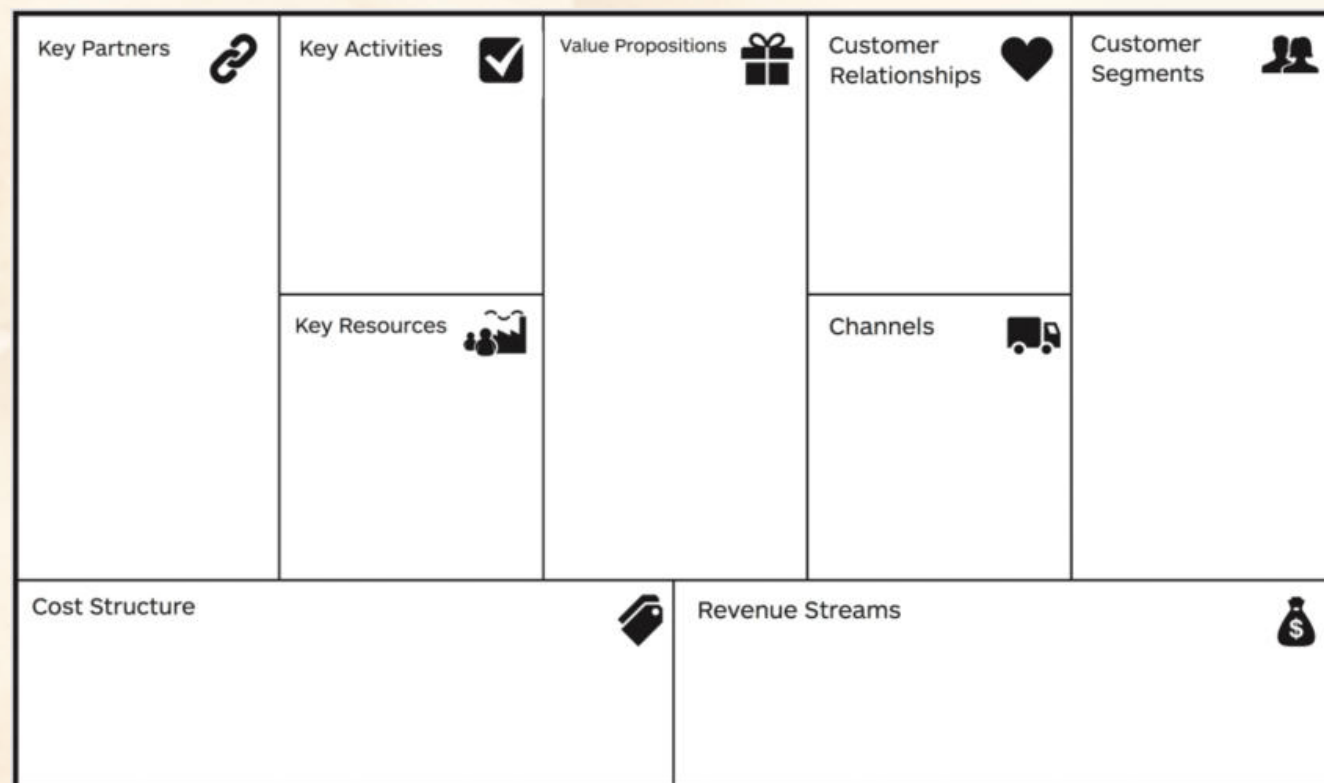 Key Partners
Key Activities
Value Propositions
Customer
Relationships
Customer
Segments
Key Resources
Channels
Cost Structure
Revenue Streams
$